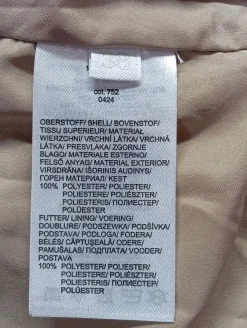 col. 752
0424
OBERSTOFF/ SHELL/ BOVENSTOF/
TISSU SUPERIEUR/ MATERIAŁ
WIERZCHNI/ VRCHNÍ LÁTKA/ VRCHNÁ
LÁTKA/ PRESVLAKA/ ZGORNJE
BLAGO/ MATERIALE ESTERNO/
FELSŐ ANYAG/ MATERIAL EXTERIOR/
VIRSDRĀNA/ IŠORINIS AUDINYS/
ГОРЕН МАТЕРИАЛ/ KEST
100% POLYESTER/ POLIESTER/
POLIESTERE/ POLIÉSZTER/
POLIESTERIS/ ПОЛИЕСТЕР/
POLÜESTER
FUTTER/ LINING/ VOERING/
DOUBLURE/ PODSZEWKA/ PODŠÍVKA
PODSTAVA/ PODLOGA/ FODERA/
BÉLÉS/ CĂPTUŞEALĂ/ ODERE/
PAMUŠALAS/ ПОДПЛАТА/ VOODER
POSTAVA
100% POLYESTER/ POLIESTER/
POLIESTERE/ POLIÉSZTER/
POLIESTERIS/ ПОЛИЕСТЕР/
POLÜESTER